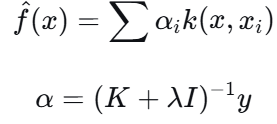 f̂(x) = ∑ αᵢk(x, xᵢ)
α = (K + λI)⁻¹y